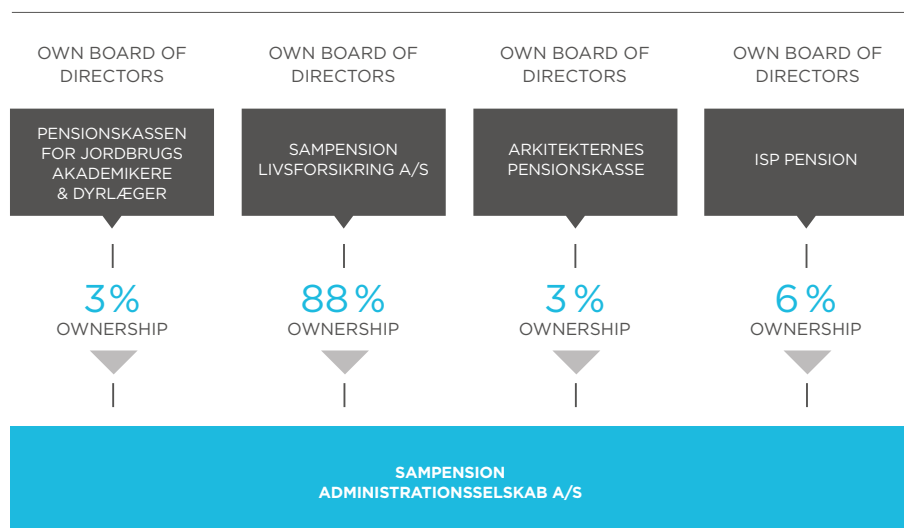 OWN BOARD OF
DIRECTORS
PENSIONSKASSEN
FOR JORDBRUGS
AKADEMIKERE
& DYRLÆGER
3%
OWNERSHIP
OWN BOARD OF
DIRECTORS
SAMPENSION
LIVSFORSIKRING A/S
88%
OWNERSHIP
OWN BOARD OF
DIRECTORS
ARKITEKTERNES
PENSIONSKASSE
3%
OWNERSHIP
OWN BOARD OF
DIRECTORS
ISP PENSION
6%
OWNERSHIP
SAMPENSION
ADMINISTRATIONSSELSKAB A/S